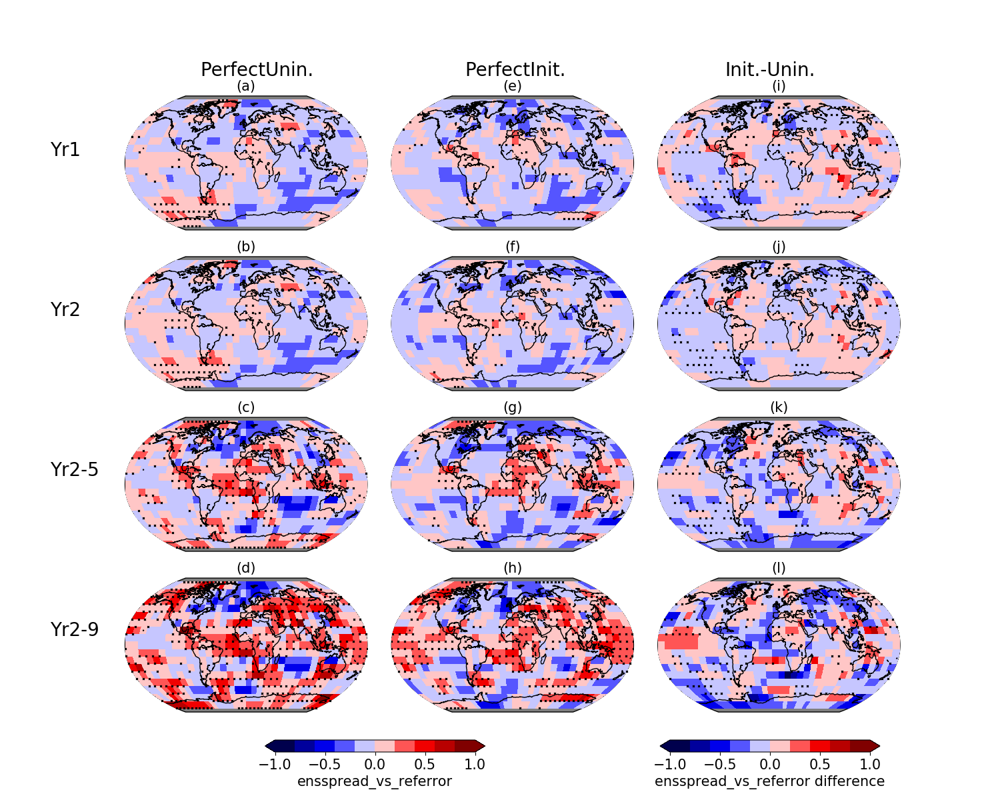 PerfectUnin. PerfectInit. Init.-Unin.
(a) (e) (i)
Yr1
(b) (f) (j)
Yr2
(c) (g) (k)
Yr2-5
(d) (h) (l)
Yr2-9
−1.0 −0.5 0.0 0.5 1.0 −1.0 −0.5 0.0 0.5 1.0
ensspread_vs_referror ensspread_vs_referror difference